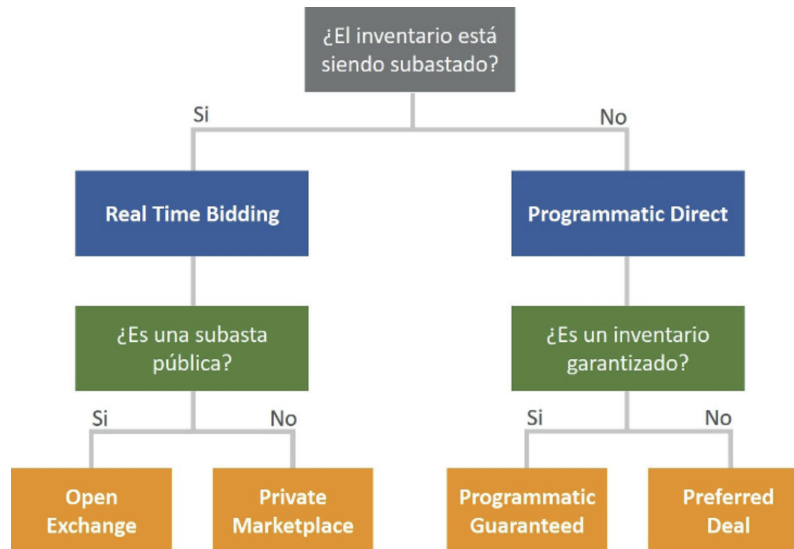 ¿El inventario está
siendo subastado?
Si
No
Real Time Bidding
Programmatic Direct
¿Es una subasta
pública?
¿Es un inventario
garantizado?
Si
No
Si
No
Open
Exchange
Private
Marketplace
Programmatic
Guaranteed
Preferred
Deal